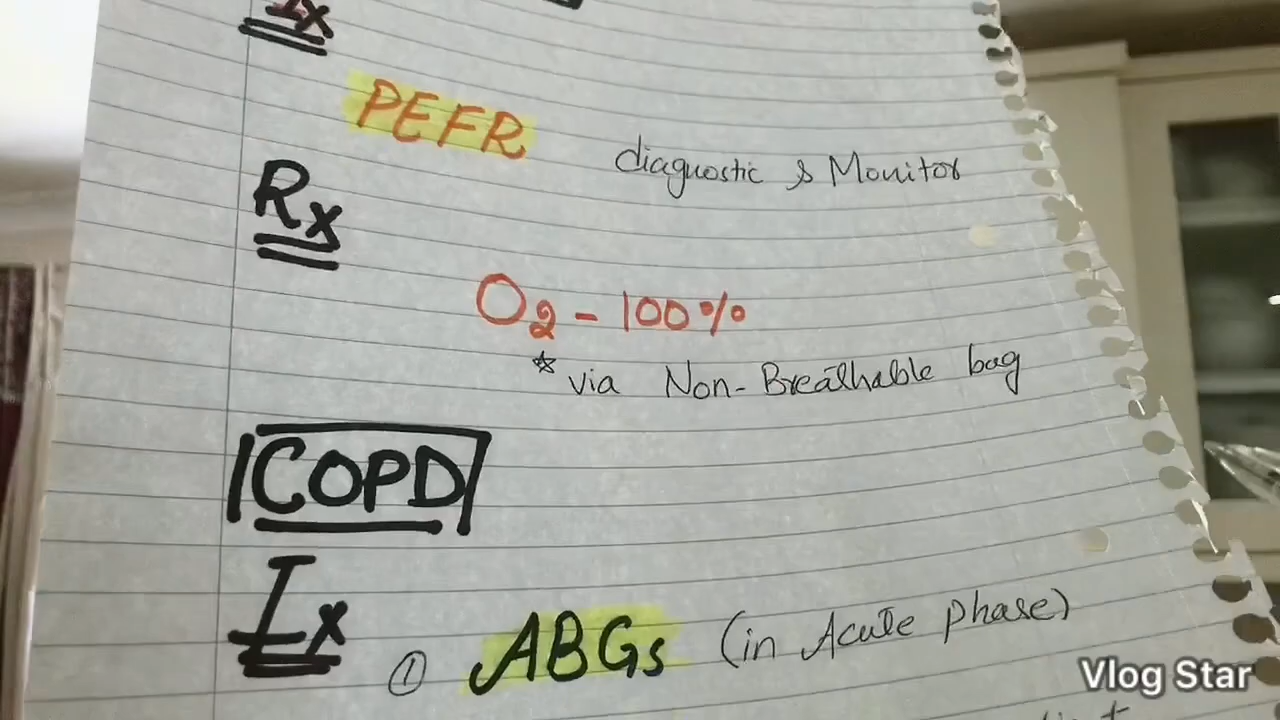 Ix
PEFR diagnostic & Monitor
Rx
O2 - 100%
* via Non-Breathable bag
COPD
Ix
① ABGs (in Acute Phase)
Vlog Star